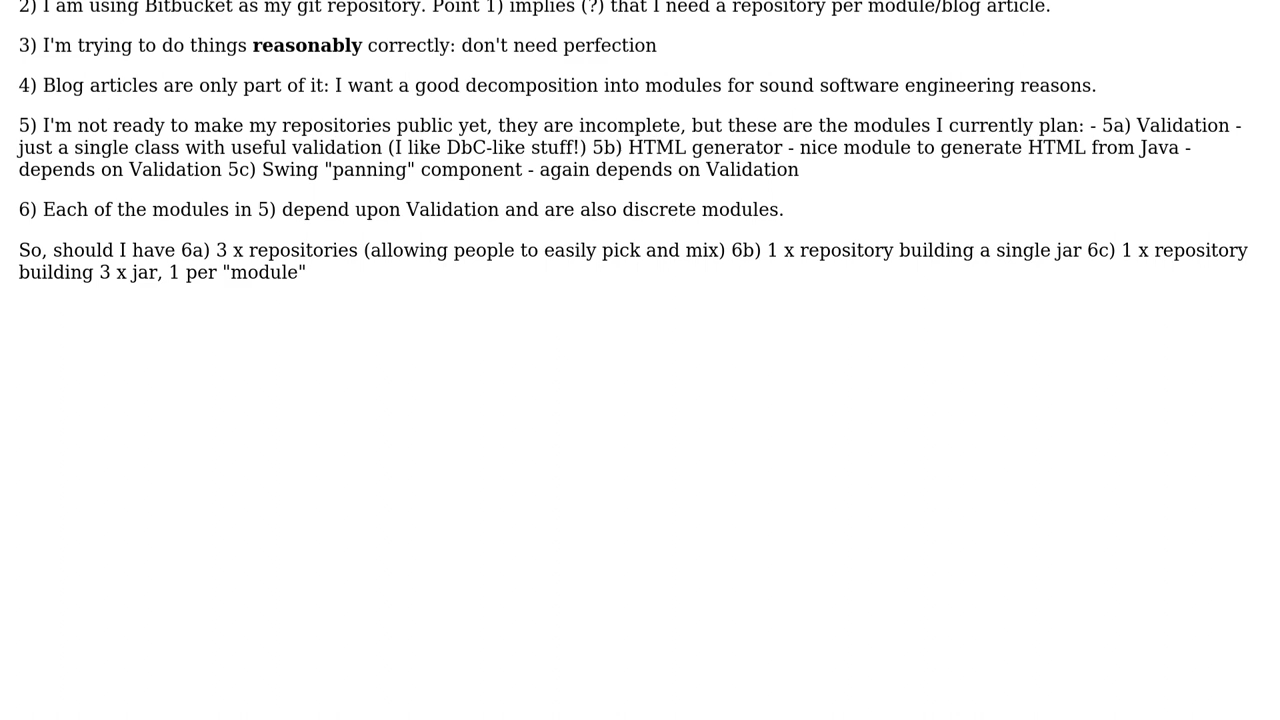 2) I am using Bitbucket as my git repository. Point 1) implies (?) that I need a repository per module/blog article.
3) I'm trying to do things reasonably correctly: don't need perfection
4) Blog articles are only part of it: I want a good decomposition into modules for sound software engineering reasons.
5) I'm not ready to make my repositories public yet, they are incomplete, but these are the modules I currently plan: - 5a) Validation -
just a single class with useful validation (I like DbC-like stuff!) 5b) HTML generator - nice module to generate HTML from Java -
depends on Validation 5c) Swing "panning" component - again depends on Validation
6) Each of the modules in 5) depend upon Validation and are also discrete modules.
So, should I have 6a) 3 x repositories (allowing people to easily pick and mix) 6b) 1 x repository building a single jar 6c) 1 x repository
building 3 x jar, 1 per "module"